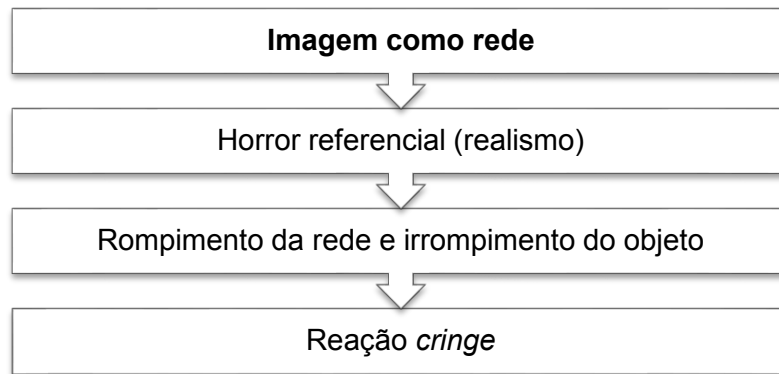 Imagem como rede
Horror referencial (realismo)
Rompimento da rede e irrompimento do objeto
Reação cringe